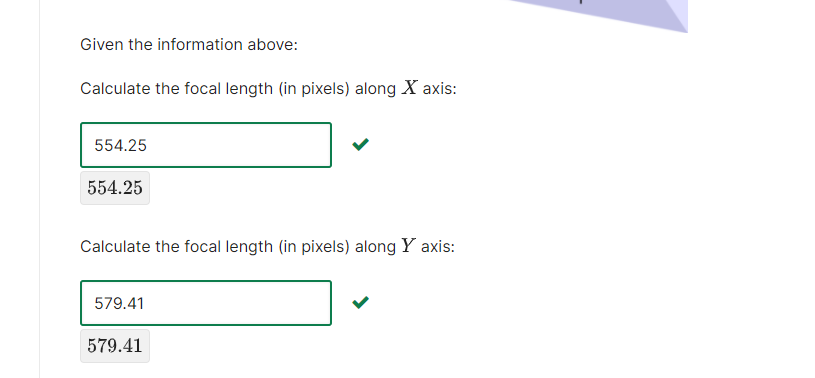 Given the information above:
Calculate the focal length (in pixels) along X axis:
554.25
554.25
Calculate the focal length (in pixels) along Y axis:
579.41
579.41